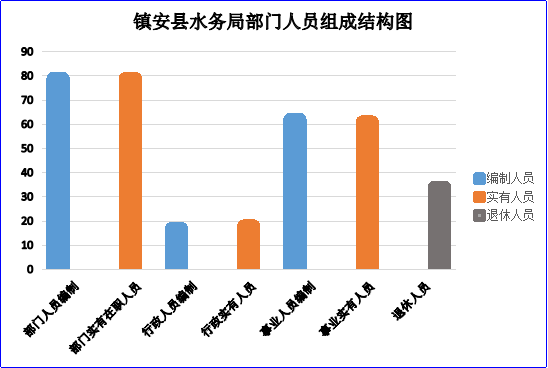 镇安县水务局部门人员组成结构图
90
80
70
60
50
40
30
20
10
0
编制人员
实有人员
退休人员
部门人员编制
部门实有在职人员
行政人员编制
行政实有人员
事业人员编制
事业实有人员
退休人员